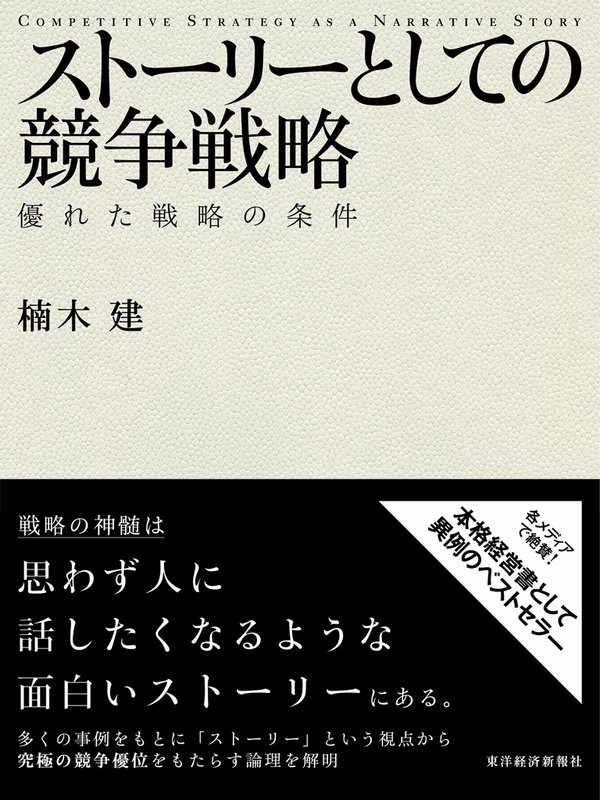 COMPETITIVE STRATEGY AS A NARRATIVE STORY
ストーリーとしての
競争戦略
優れた戦略の条件
楠木 建
戦略の神髄は
思わず人に
話したくなるような
面白いストーリーにある。
各メディア
で絶賛!
本格経営書として
異例のベストセラー
多くの事例をもとに「ストーリー」という視点から
究極の競争優位をもたらす論理を解明
東洋経済新報社